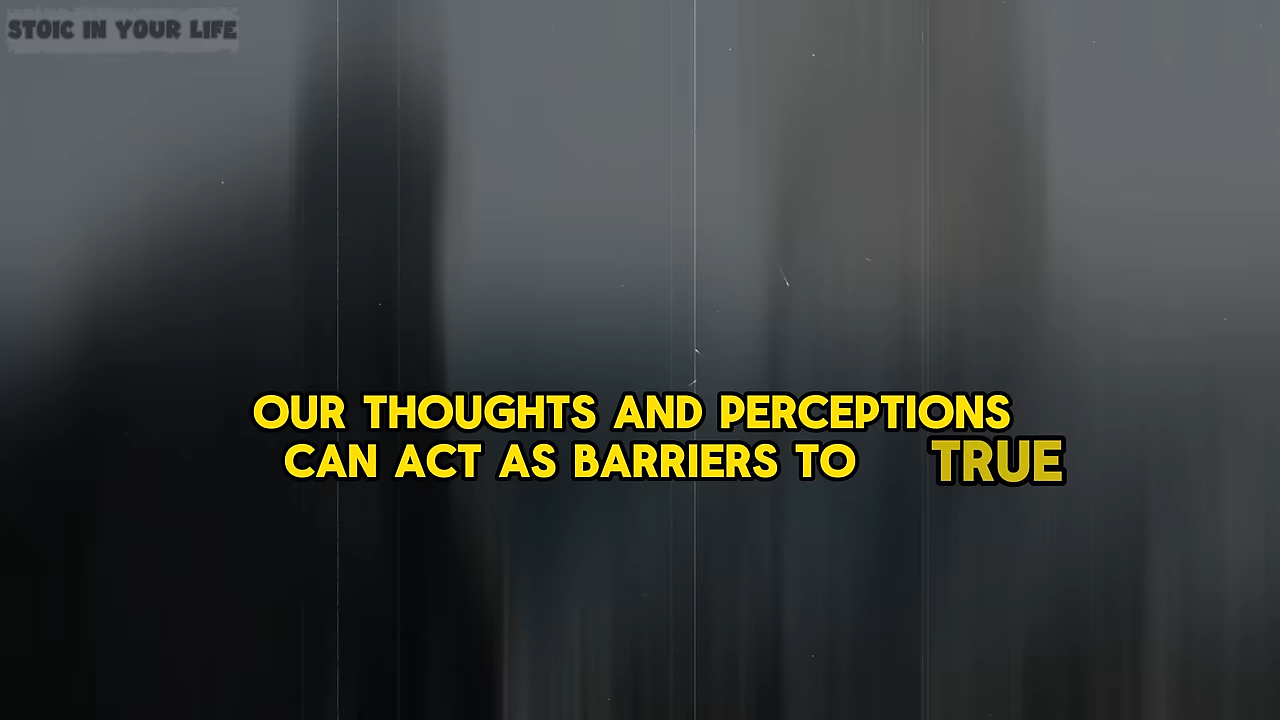 STOIC IN YOUR LIFE
OUR THOUGHTS AND PERCEPTIONS
CAN ACT AS BARRIERS TO TRUE